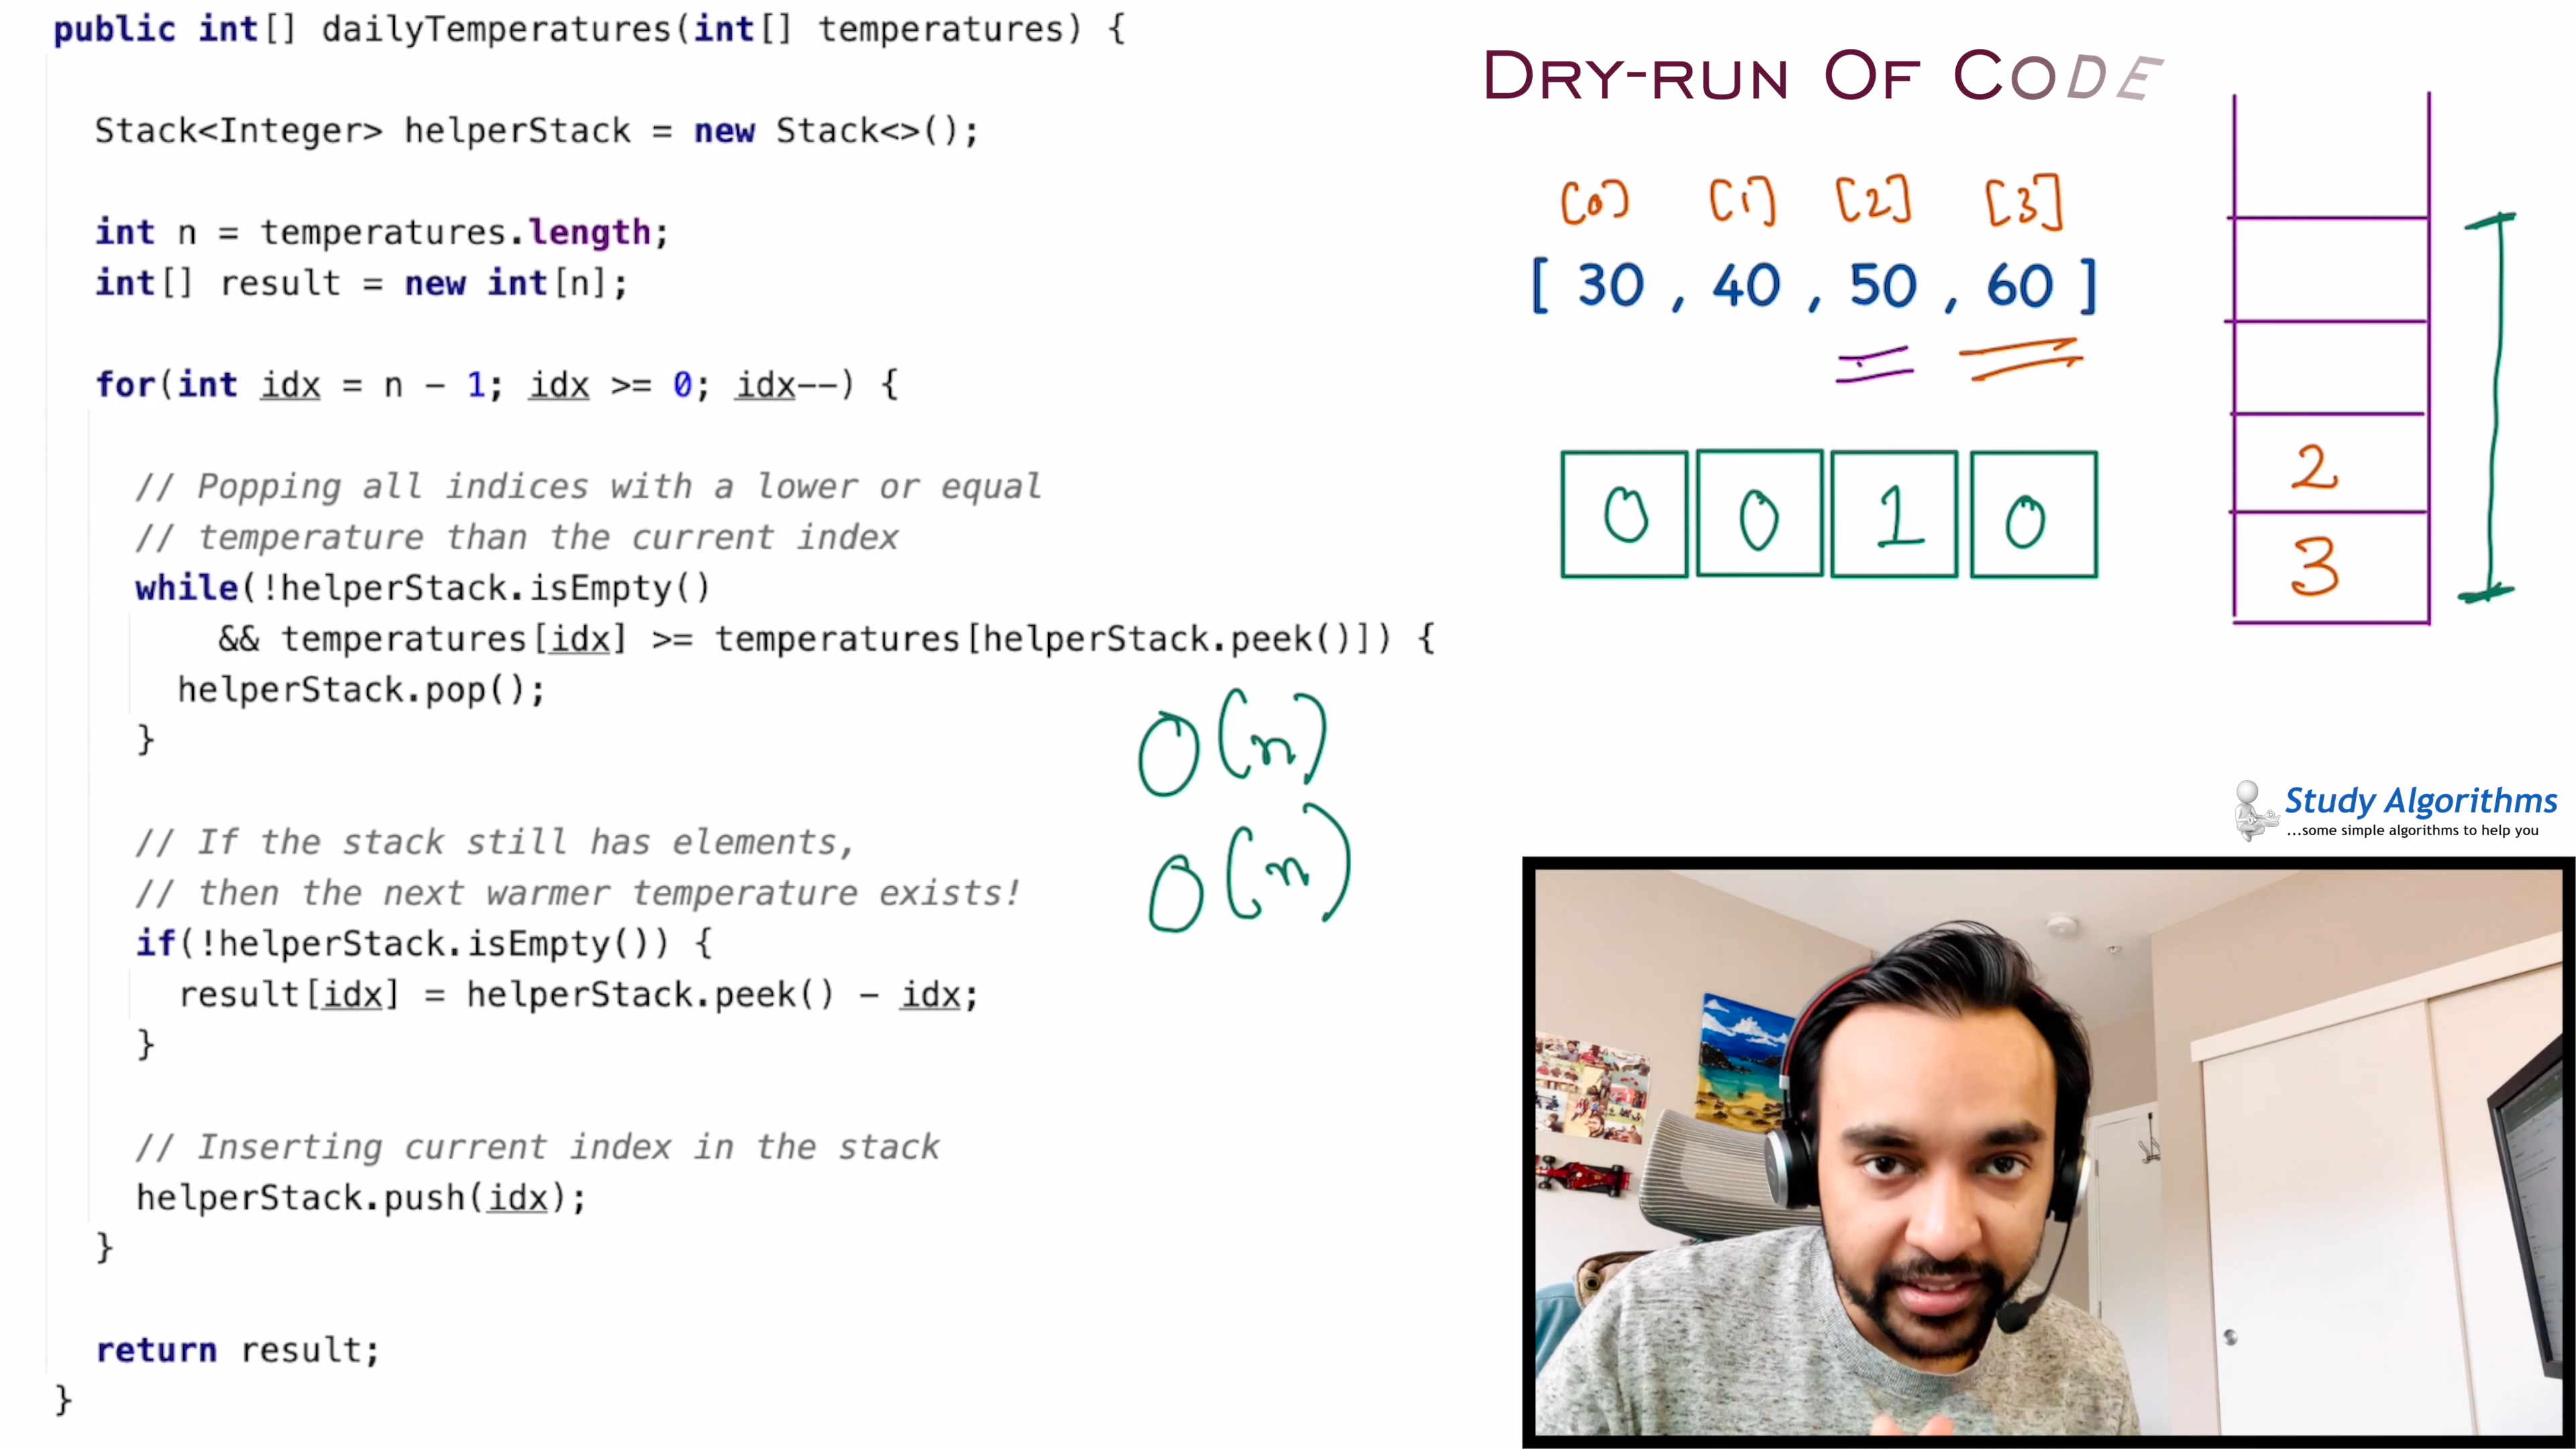 public int[] dailyTemperatures(int[] temperatures) {
Stack<Integer> helperStack = new Stack<>();
int n = temperatures.length;
int[] result = new int[n];
for(int idx = n - 1; idx >= 0; idx--) {
// Popping all indices with a lower or equal
// temperature than the current index
while(!helperStack.isEmpty()
&& temperatures[idx] >= temperatures[helperStack.peek()]) {
helperStack.pop();
}
// If the stack still has elements,
// then the next warmer temperature exists!
if(!helperStack.isEmpty()) {
result[idx] = helperStack.peek() - idx;
}
// Inserting current index in the stack
helperStack.push(idx);
}
return result;
}
O(n)
O(n)
DRY-RUN OF CODE
[0] [1] [2] [3]
[ 30 , 40 , 50 , 60 ]
0 0 1 0
2
3
Study Algorithms
...some simple algorithms to help you